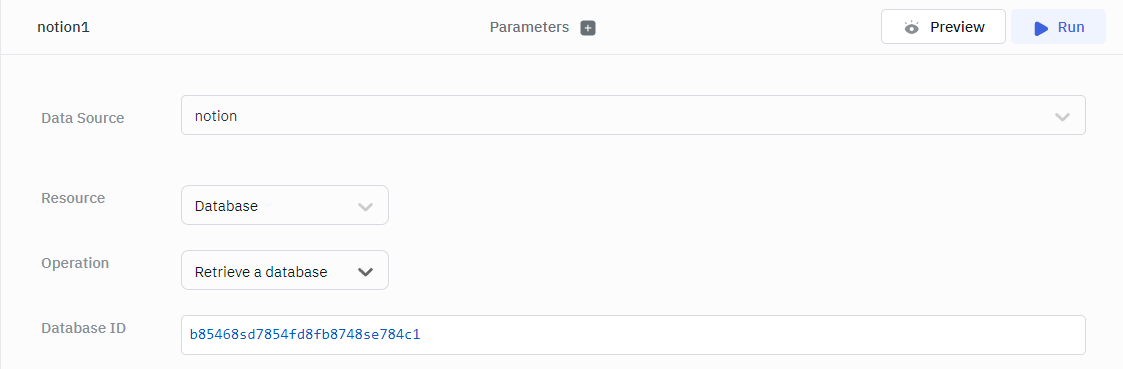 notion1 Parameters + Preview Run
Data Source notion
Resource Database
Operation Retrieve a database
Database ID b85468sd7854fd8fb8748se784c1